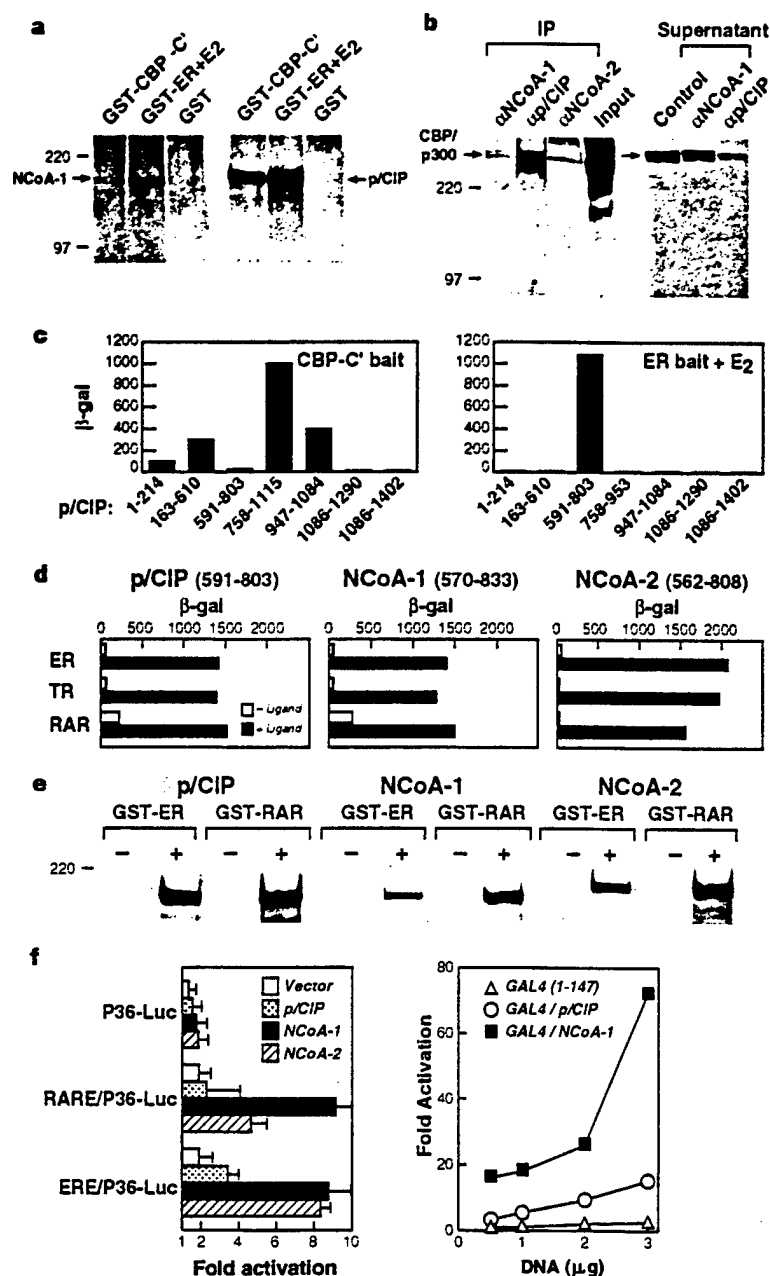 a
GST-CBP-C' GST-ER+E2 GST GST-CBP-C' GST-ER+E2 GST
220
NCoA-1
p/CIP
97
b
IP Supernatant
αNCoA-1 αp/CIP αNCoA-2 Input Control αNCoA-1 αp/CIP
CBP/
p300
220
97
c
1200 1000 800 600 400 200 0
β-gal
CBP-C' bait
1200 1000 800 600 400 200 0
ER bait + E2
p/CIP: 1-214 163-610 591-803 758-1115 947-1084 1086-1290 1086-1402
1-214 163-610 591-803 758-953 947-1084 1086-1290 1086-1402
d
p/CIP (591-803) NCoA-1 (570-833) NCoA-2 (562-808)
β-gal β-gal β-gal
0 500 1000 1500 2000 0 500 1000 1500 2000 0 500 1000 1500 2000
ER
TR
RAR
- Ligand
+ Ligand
e
p/CIP NCoA-1 NCoA-2
GST-ER GST-RAR GST-ER GST-RAR GST-ER GST-RAR
− + − + − + − + − + − +
220
f
P36-Luc
RARE/P36-Luc
ERE/P36-Luc
Vector
p/CIP
NCoA-1
NCoA-2
1 2 4 6 8 10
Fold activation
80
60
40
20
0
Fold Activation
GAL4 (1-147)
GAL4 / p/CIP
GAL4 / NCoA-1
0 1 2 3
DNA (μg)